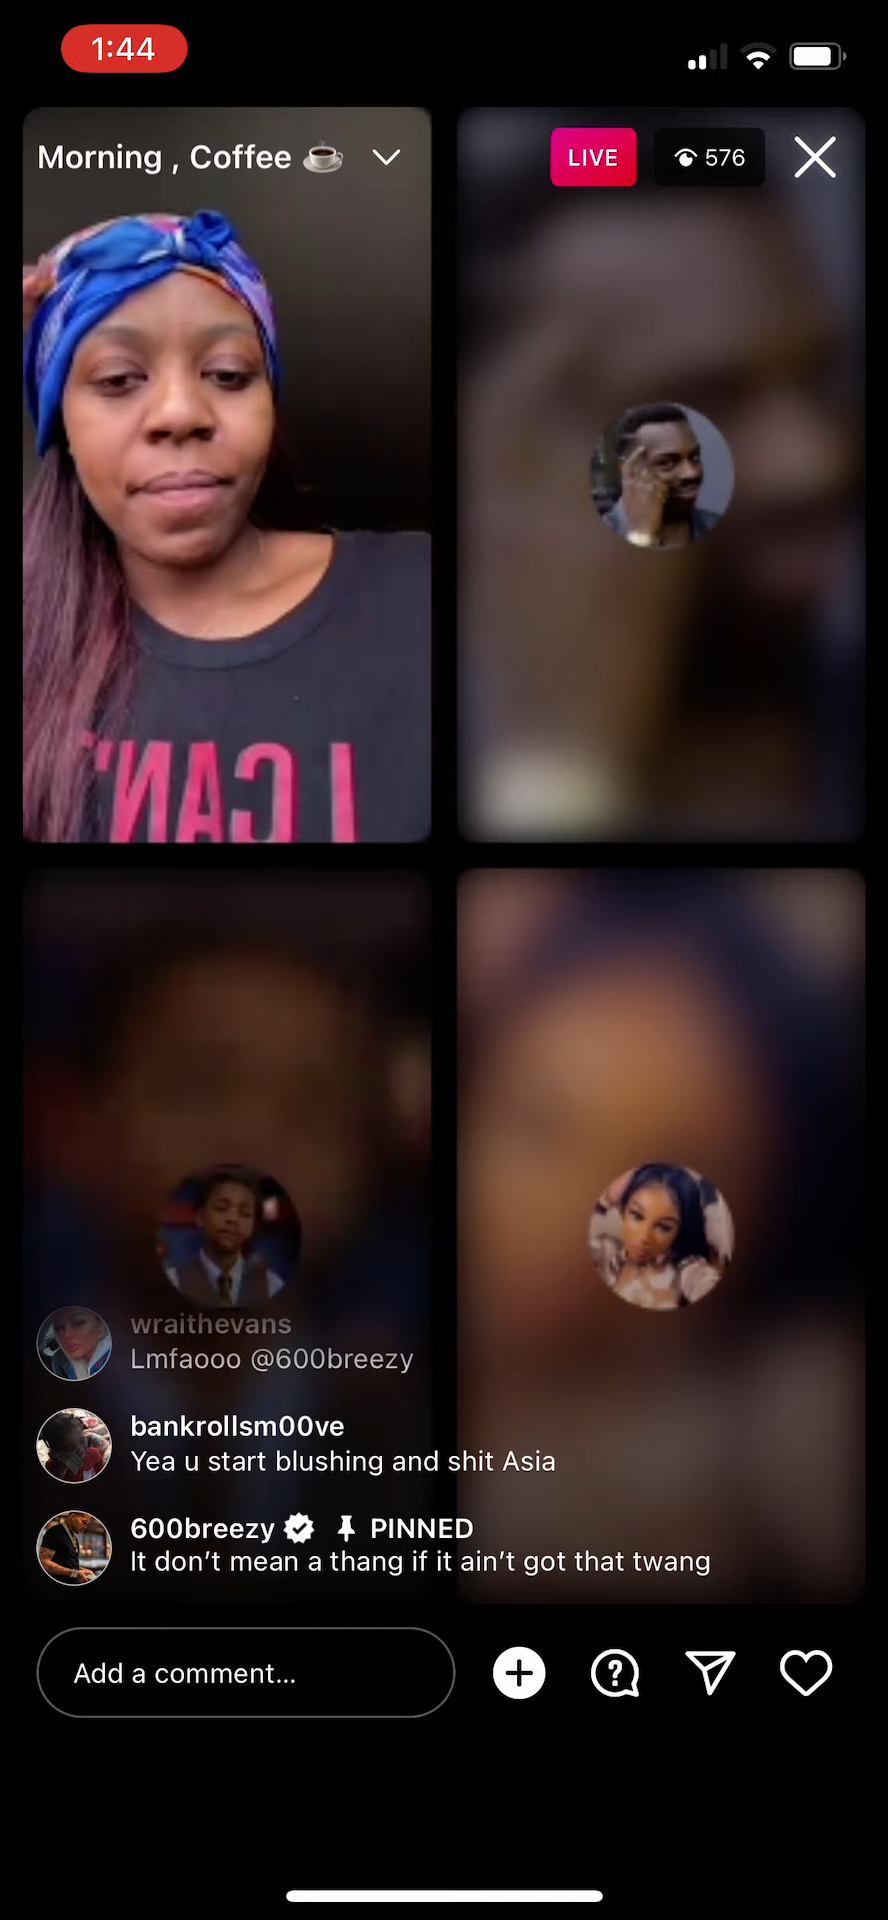 1:44
Morning , Coffee ☕
LIVE
576
I CAN'
wraithevans
Lmfaooo @600breezy
bankrollsm00ve
Yea u start blushing and shit Asia
600breezy PINNED
It don’t mean a thang if it ain’t got that twang
Add a comment...